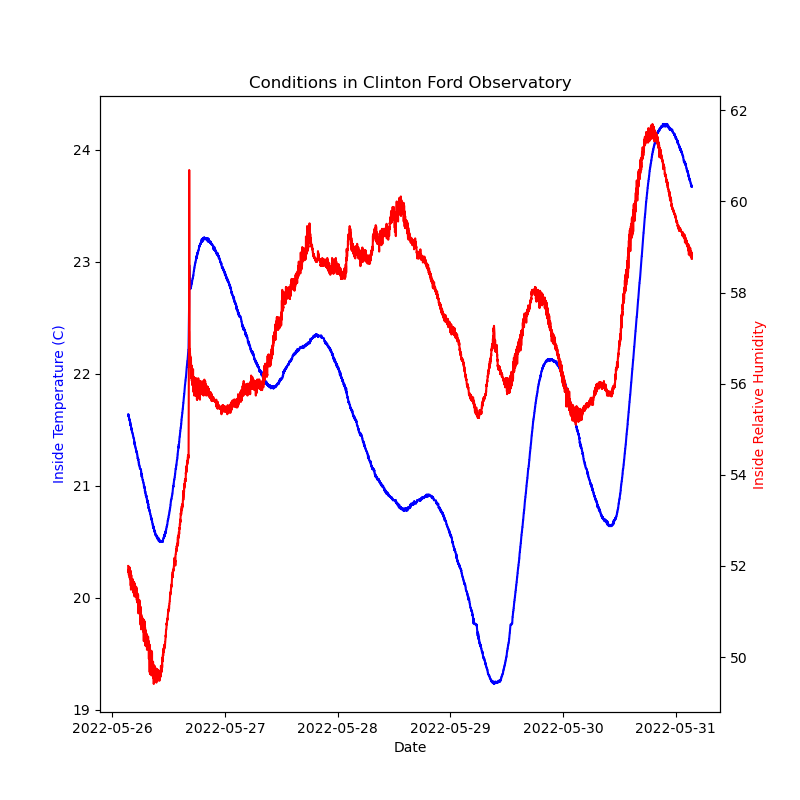 Conditions in Clinton Ford Observatory
Inside Temperature (C)
24
23
22
21
20
19
62
60
58
56
54
52
50
Inside Relative Humidity
2022-05-26 2022-05-27 2022-05-28 2022-05-29 2022-05-30 2022-05-31
Date